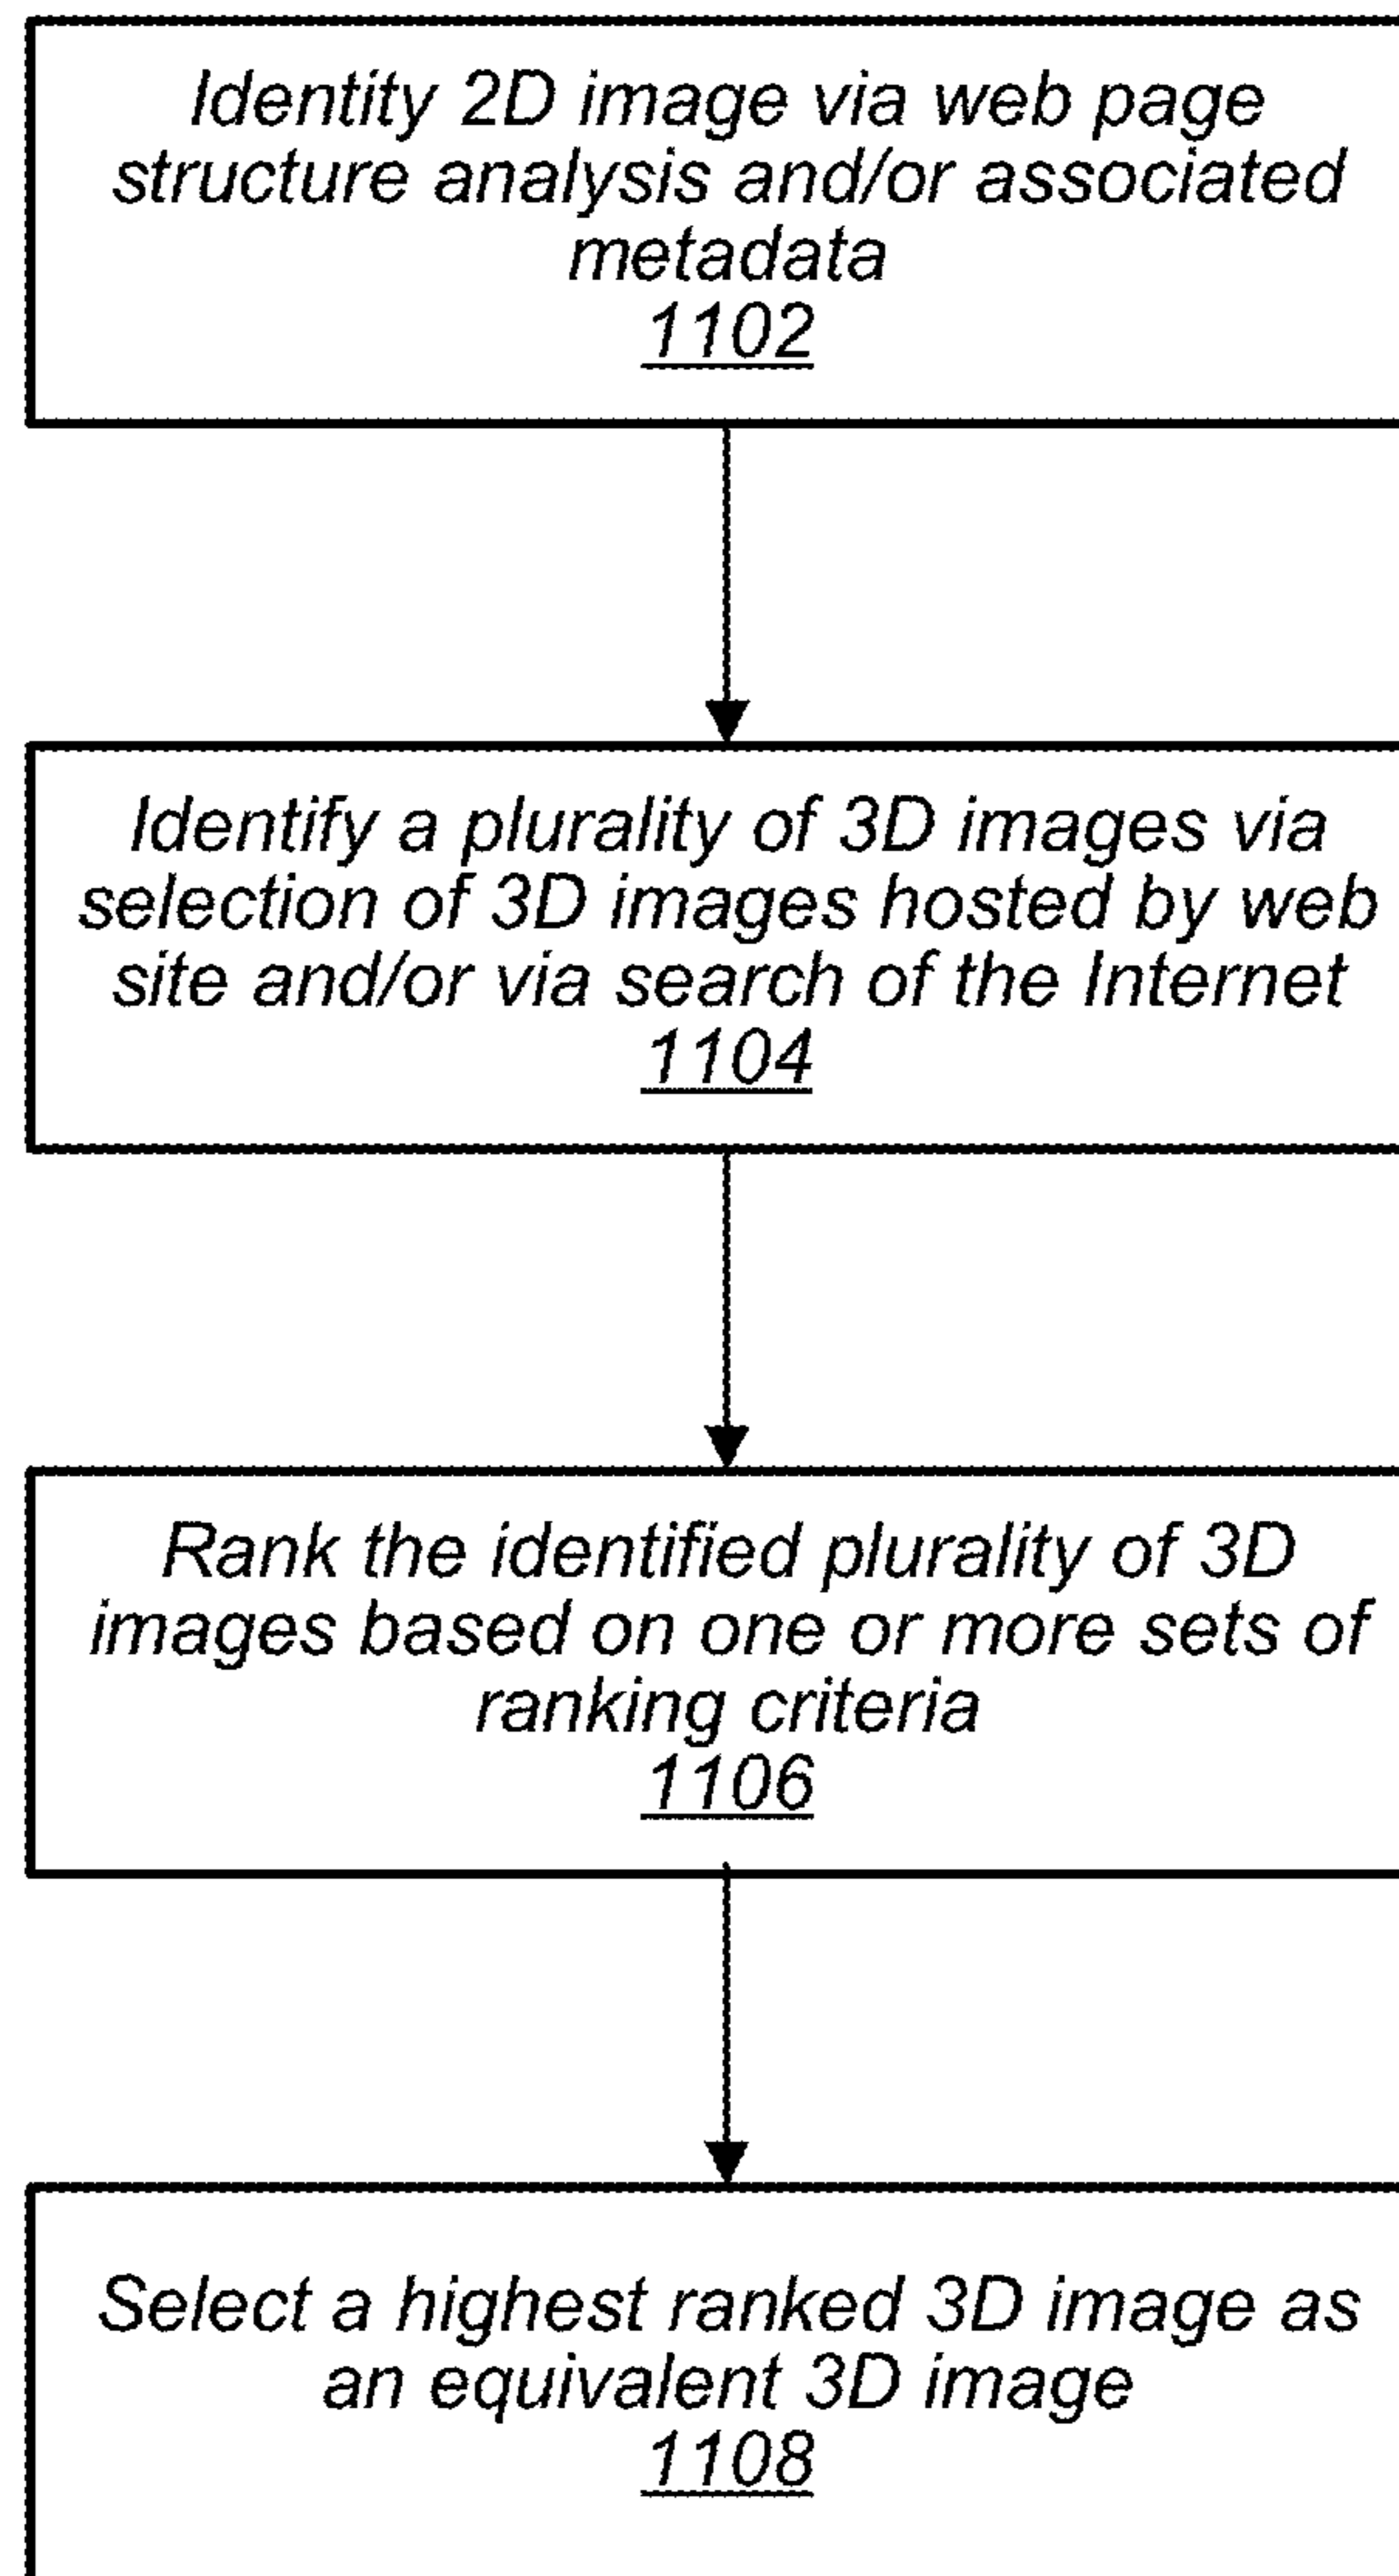 Identity 2D image via web page
structure analysis and/or associated
metadata
1102
Identify a plurality of 3D images via
selection of 3D images hosted by web
site and/or via search of the Internet
1104
Rank the identified plurality of 3D
images based on one or more sets of
ranking criteria
1106
Select a highest ranked 3D image as
an equivalent 3D image
1108